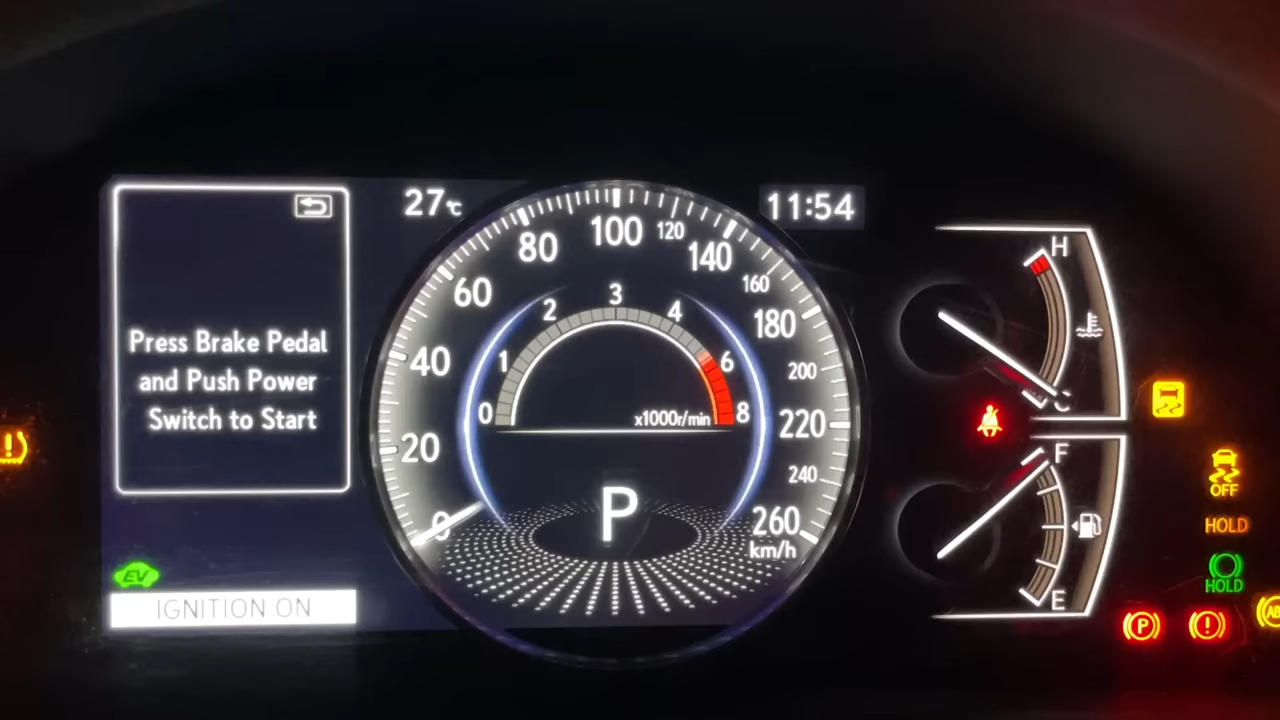 27°C
11:54
Press Brake Pedal
and Push Power
Switch to Start
EV
IGNITION ON
0
20
40
60
80
100
120
140
160
180
200
220
240
260
km/h
0
1
2
3
4
6
8
x1000r/min
P
H
C
F
E
OFF
HOLD
HOLD
P
!
!